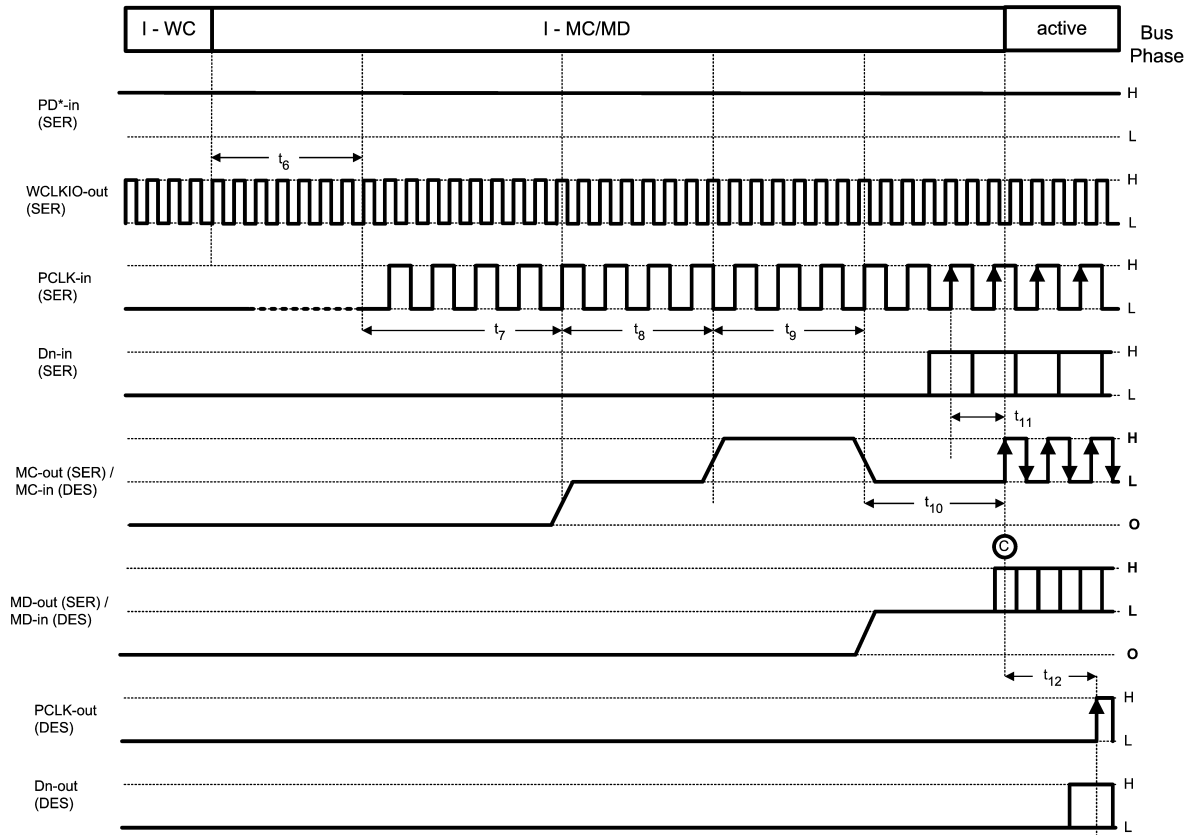 I - WC
I - MC/MD
active
Bus
Phase
PD*-in
(SER)
H
L
t6
WCLKIO-out
(SER)
H
L
PCLK-in
(SER)
H
L
t7
t8
t9
Dn-in
(SER)
H
L
t11
MC-out (SER) /
MC-in (DES)
H
L
O
t10
C
MD-out (SER) /
MD-in (DES)
H
L
O
t12
PCLK-out
(DES)
H
L
Dn-out
(DES)
H
L